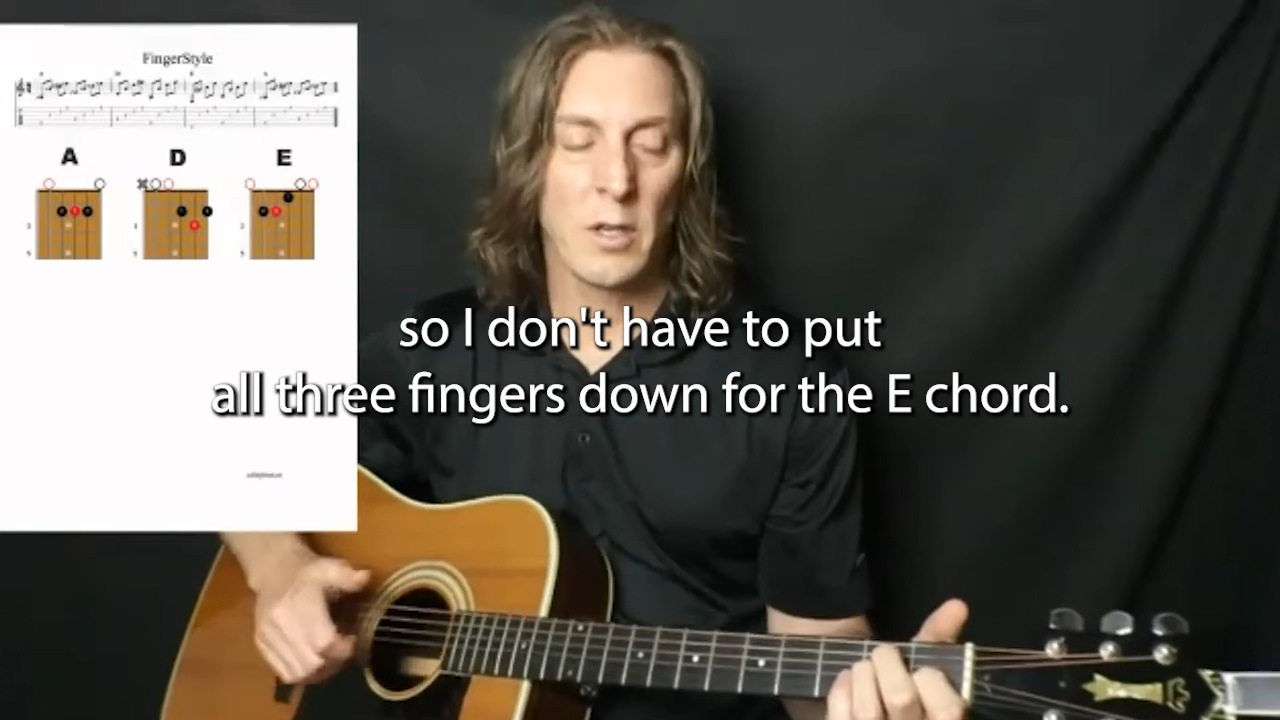 FingerStyle
A D E
so I don't have to put
all three fingers down for the E chord.